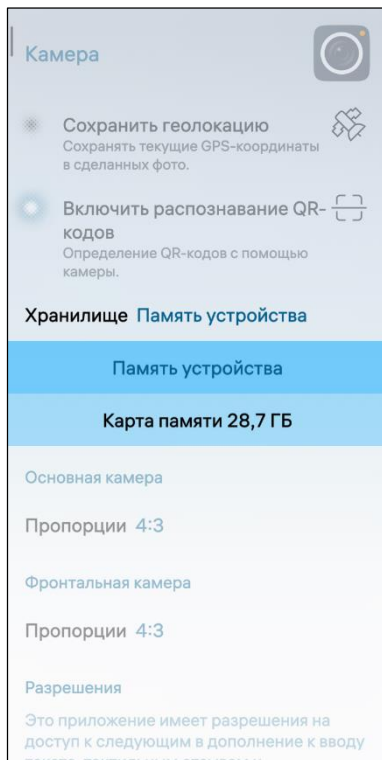 Камера
Сохранить геолокацию
Сохранять текущие GPS-координаты
в сделанных фото.
Включить распознавание QR-
кодов
Определение QR-кодов с помощью
камеры.
Хранилище Память устройства
Память устройства
Карта памяти 28,7 ГБ
Основная камера
Пропорции 4:3
Фронтальная камера
Пропорции 4:3
Разрешения
Это приложение имеет разрешения на
доступ к следующим в дополнение к вводу